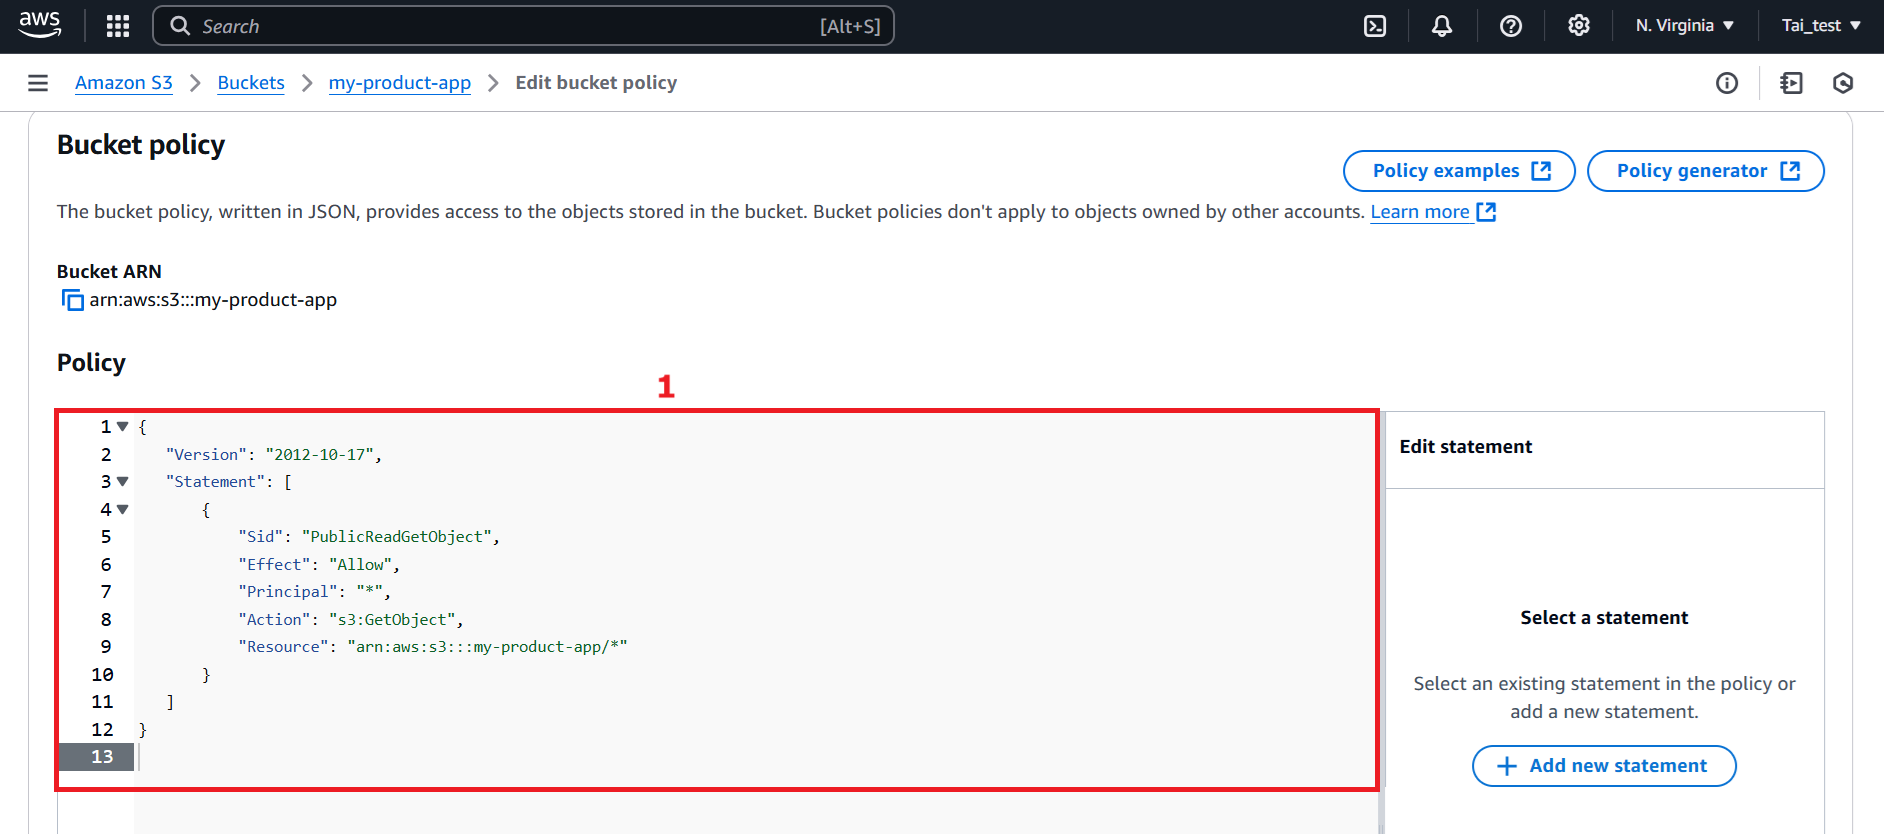 aws
Search [Alt+S]
N. Virginia
Tai_test
Amazon S3 > Buckets > my-product-app > Edit bucket policy
Bucket policy
Policy examples
Policy generator
The bucket policy, written in JSON, provides access to the objects stored in the bucket. Bucket policies don't apply to objects owned by other accounts. Learn more
Bucket ARN
arn:aws:s3:::my-product-app
Policy
1
1 {
2 "Version": "2012-10-17",
3 "Statement": [
4 {
5 "Sid": "PublicReadGetObject",
6 "Effect": "Allow",
7 "Principal": "*",
8 "Action": "s3:GetObject",
9 "Resource": "arn:aws:s3:::my-product-app/*"
10 }
11 ]
12 }
13
Edit statement
Select a statement
Select an existing statement in the policy or
add a new statement.
+ Add new statement